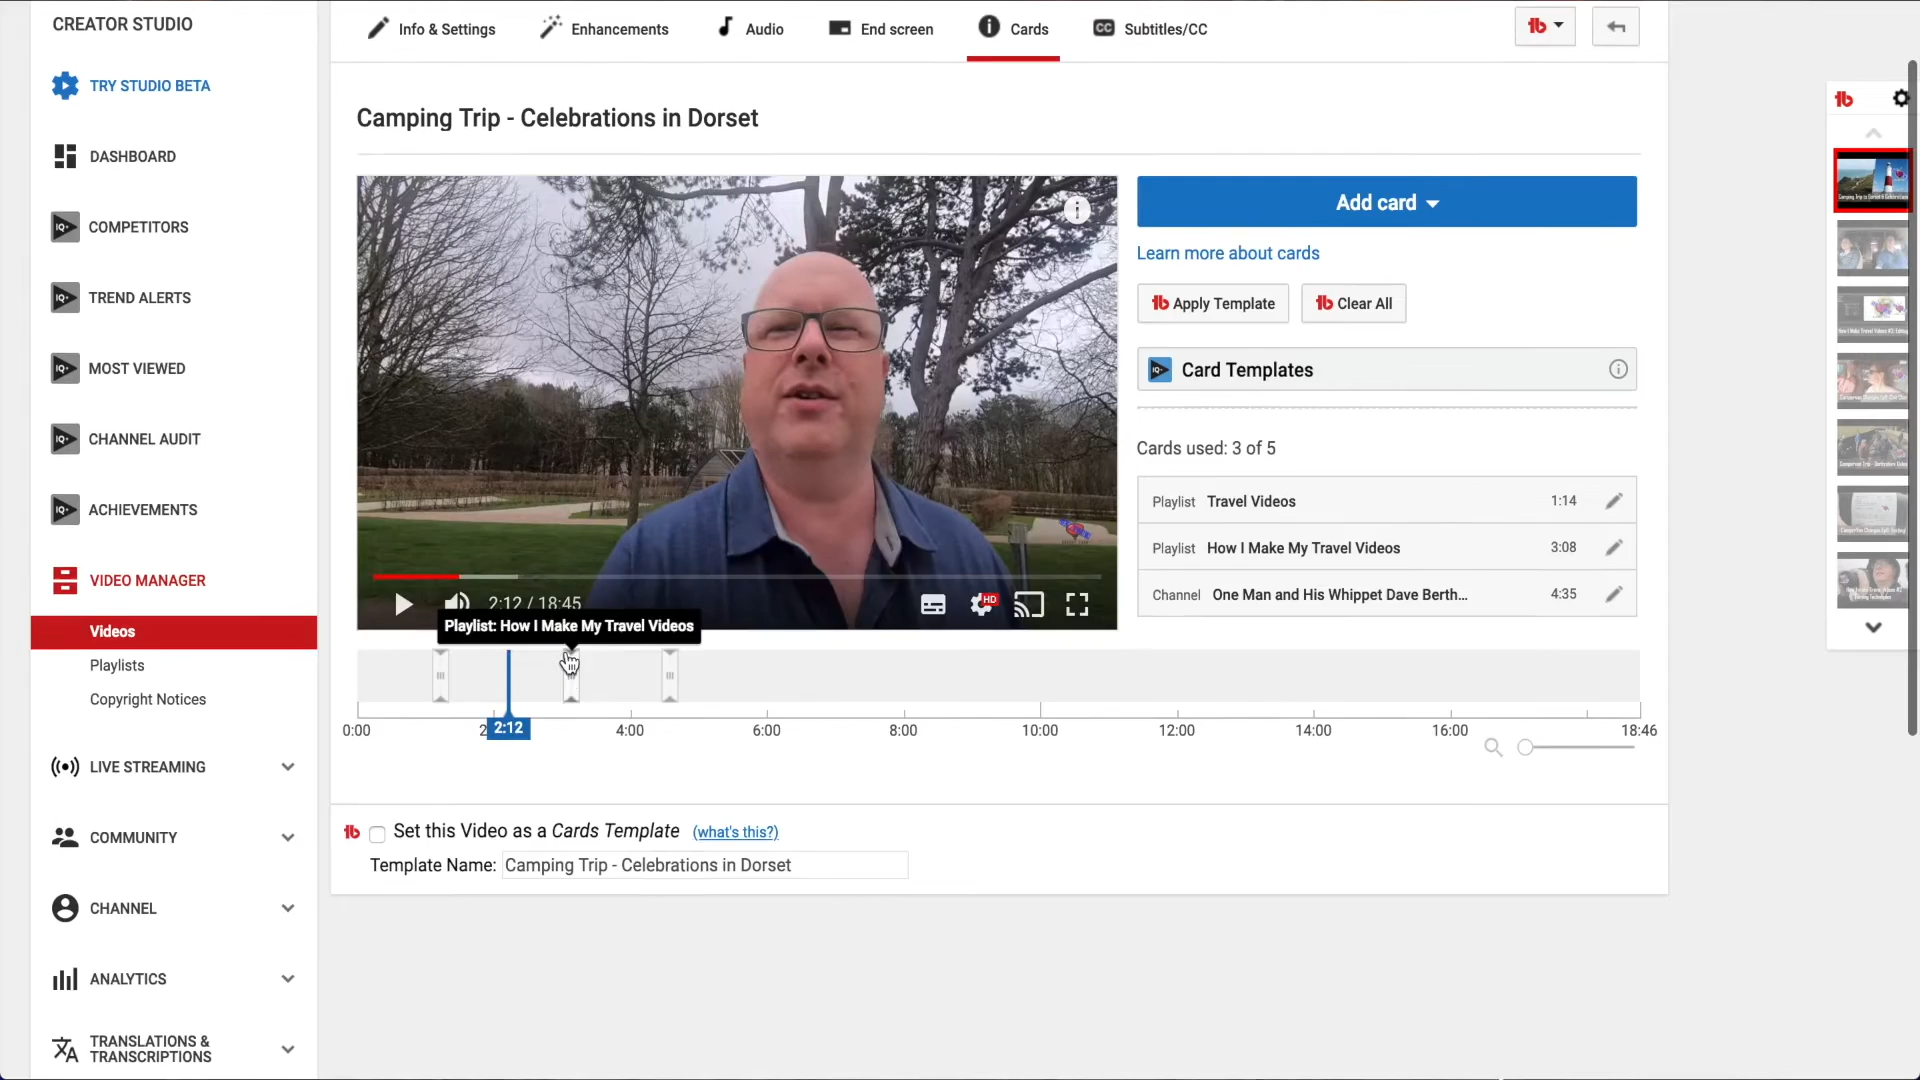 CREATOR STUDIO
TRY STUDIO BETA
DASHBOARD
COMPETITORS
TREND ALERTS
MOST VIEWED
CHANNEL AUDIT
ACHIEVEMENTS
VIDEO MANAGER
Videos
Playlists
Copyright Notices
LIVE STREAMING
COMMUNITY
CHANNEL
ANALYTICS
TRANSLATIONS &
TRANSCRIPTIONS
Info & Settings
Enhancements
Audio
End screen
Cards
CC Subtitles/CC
Camping Trip - Celebrations in Dorset
2:12 / 18:45
HD
Playlist: How I Make My Travel Videos
Add card
Learn more about cards
Apply Template
Clear All
IQ+ Card Templates
Cards used: 3 of 5
Playlist Travel Videos 1:14
Playlist How I Make My Travel Videos 3:08
Channel One Man and His Whippet Dave Berth... 4:35
0:00 2:12 4:00 6:00 8:00 10:00 12:00 14:00 16:00 18:46
Set this Video as a Cards Template (what's this?)
Template Name: Camping Trip - Celebrations in Dorset